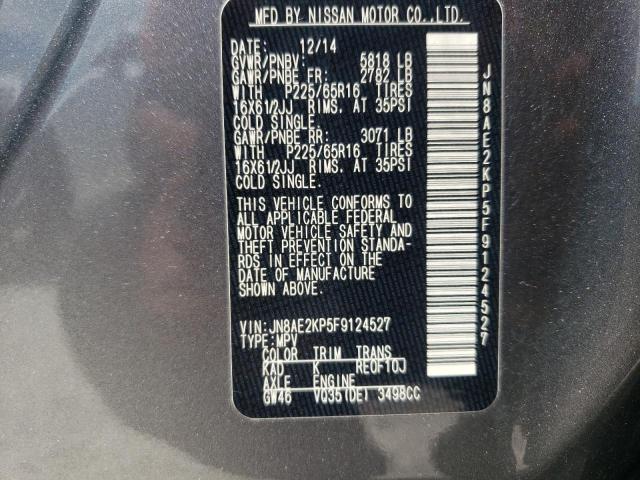 MFD BY NISSAN MOTOR CO.,LTD.
DATE: 12/14
GVWR/PNBV: 5818 LB
GAWR/PNBE FR: 2782 LB
WITH P225/65R16 TIRES
16X61/2JJ RIMS, AT 35PSI
COLD SINGLE.
GAWR/PNBE RR: 3071 LB
WITH P225/65R16 TIRES
16X61/2JJ RIMS, AT 35PSI
COLD SINGLE.
THIS VEHICLE CONFORMS TO
ALL APPLICABLE FEDERAL
MOTOR VEHICLE SAFETY AND
THEFT PREVENTION STANDA-
RDS IN EFFECT ON THE
DATE OF MANUFACTURE
SHOWN ABOVE.
VIN:JN8AE2KP5F9124527
TYPE:MPV
COLOR TRIM TRANS
KAD K RE0F10J
AXLE ENGINE
GW46 VQ35(DE) 3498CC
JN8AE2KP5F9124527